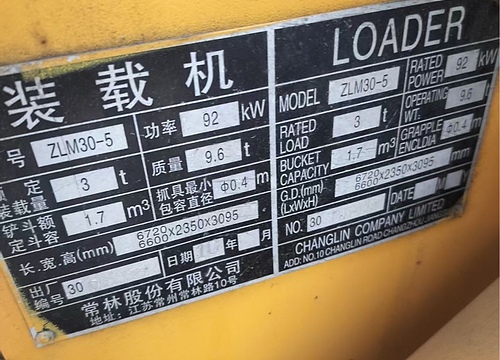 装载机
号 ZLM30-5 功率 92 kW
额定装载量 3 t 质量 9.6 t
铲斗额定斗容 1.7 m³ 抓具最小包容直径 Φ0.4 m
长.宽.高(mm) 6720 6600x2350x3095
出厂编号 30 日期 年 月
常林股份有限公司
地址: 江苏常州常林路10号
LOADER
MODEL ZLM30-5 RATED POWER 92 kW
RATED LOAD 3 t OPERATING WT. 9.6 t
BUCKET CAPACITY 1.7 m³ GRAPPLE ENCLDIA Φ0.4 m
G.D.(mm) (LxWxH) 6720 6600x2350x3095 mm
NO. 30 DATE M Y
CHANGLIN COMPANY LIMITED
ADD: NO.10 CHANGLIN ROAD CHANGZHOU